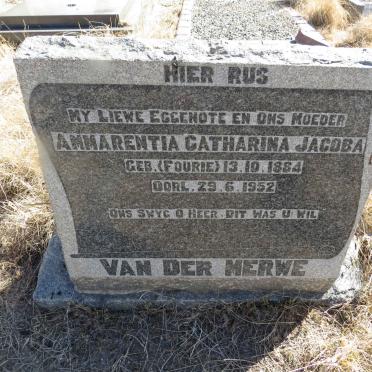 HIER RUS
MY LIEWE EGGENOTE EN ONS MOEDER
ANNARENTIA CATHARINA JACOBA
GEB. (FOURIE) 13.10.1884
OORL. 29.6.1952
ONS SWYG O HEER. DIT WAS U WIL
VAN DER MERWE